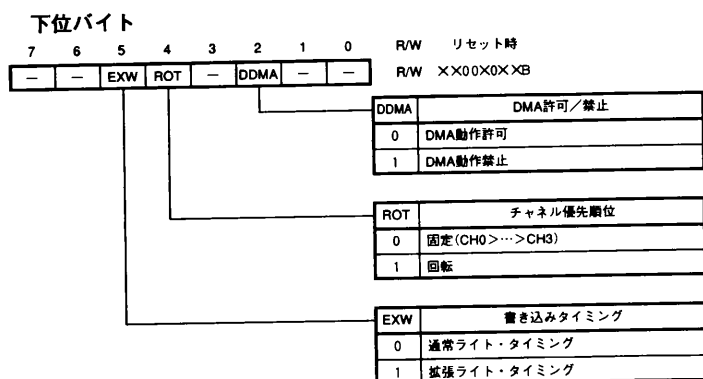 下位バイト
7 6 5 4 3 2 1 0 R/W リセット時
— — EXW ROT — DDMA — — R/W ××00×0××B
DDMA DMA許可／禁止
0 DMA動作許可
1 DMA動作禁止
ROT チャネル優先順位
0 固定(CH0>…>CH3)
1 回転
EXW 書き込みタイミング
0 通常ライト・タイミング
1 拡張ライト・タイミング